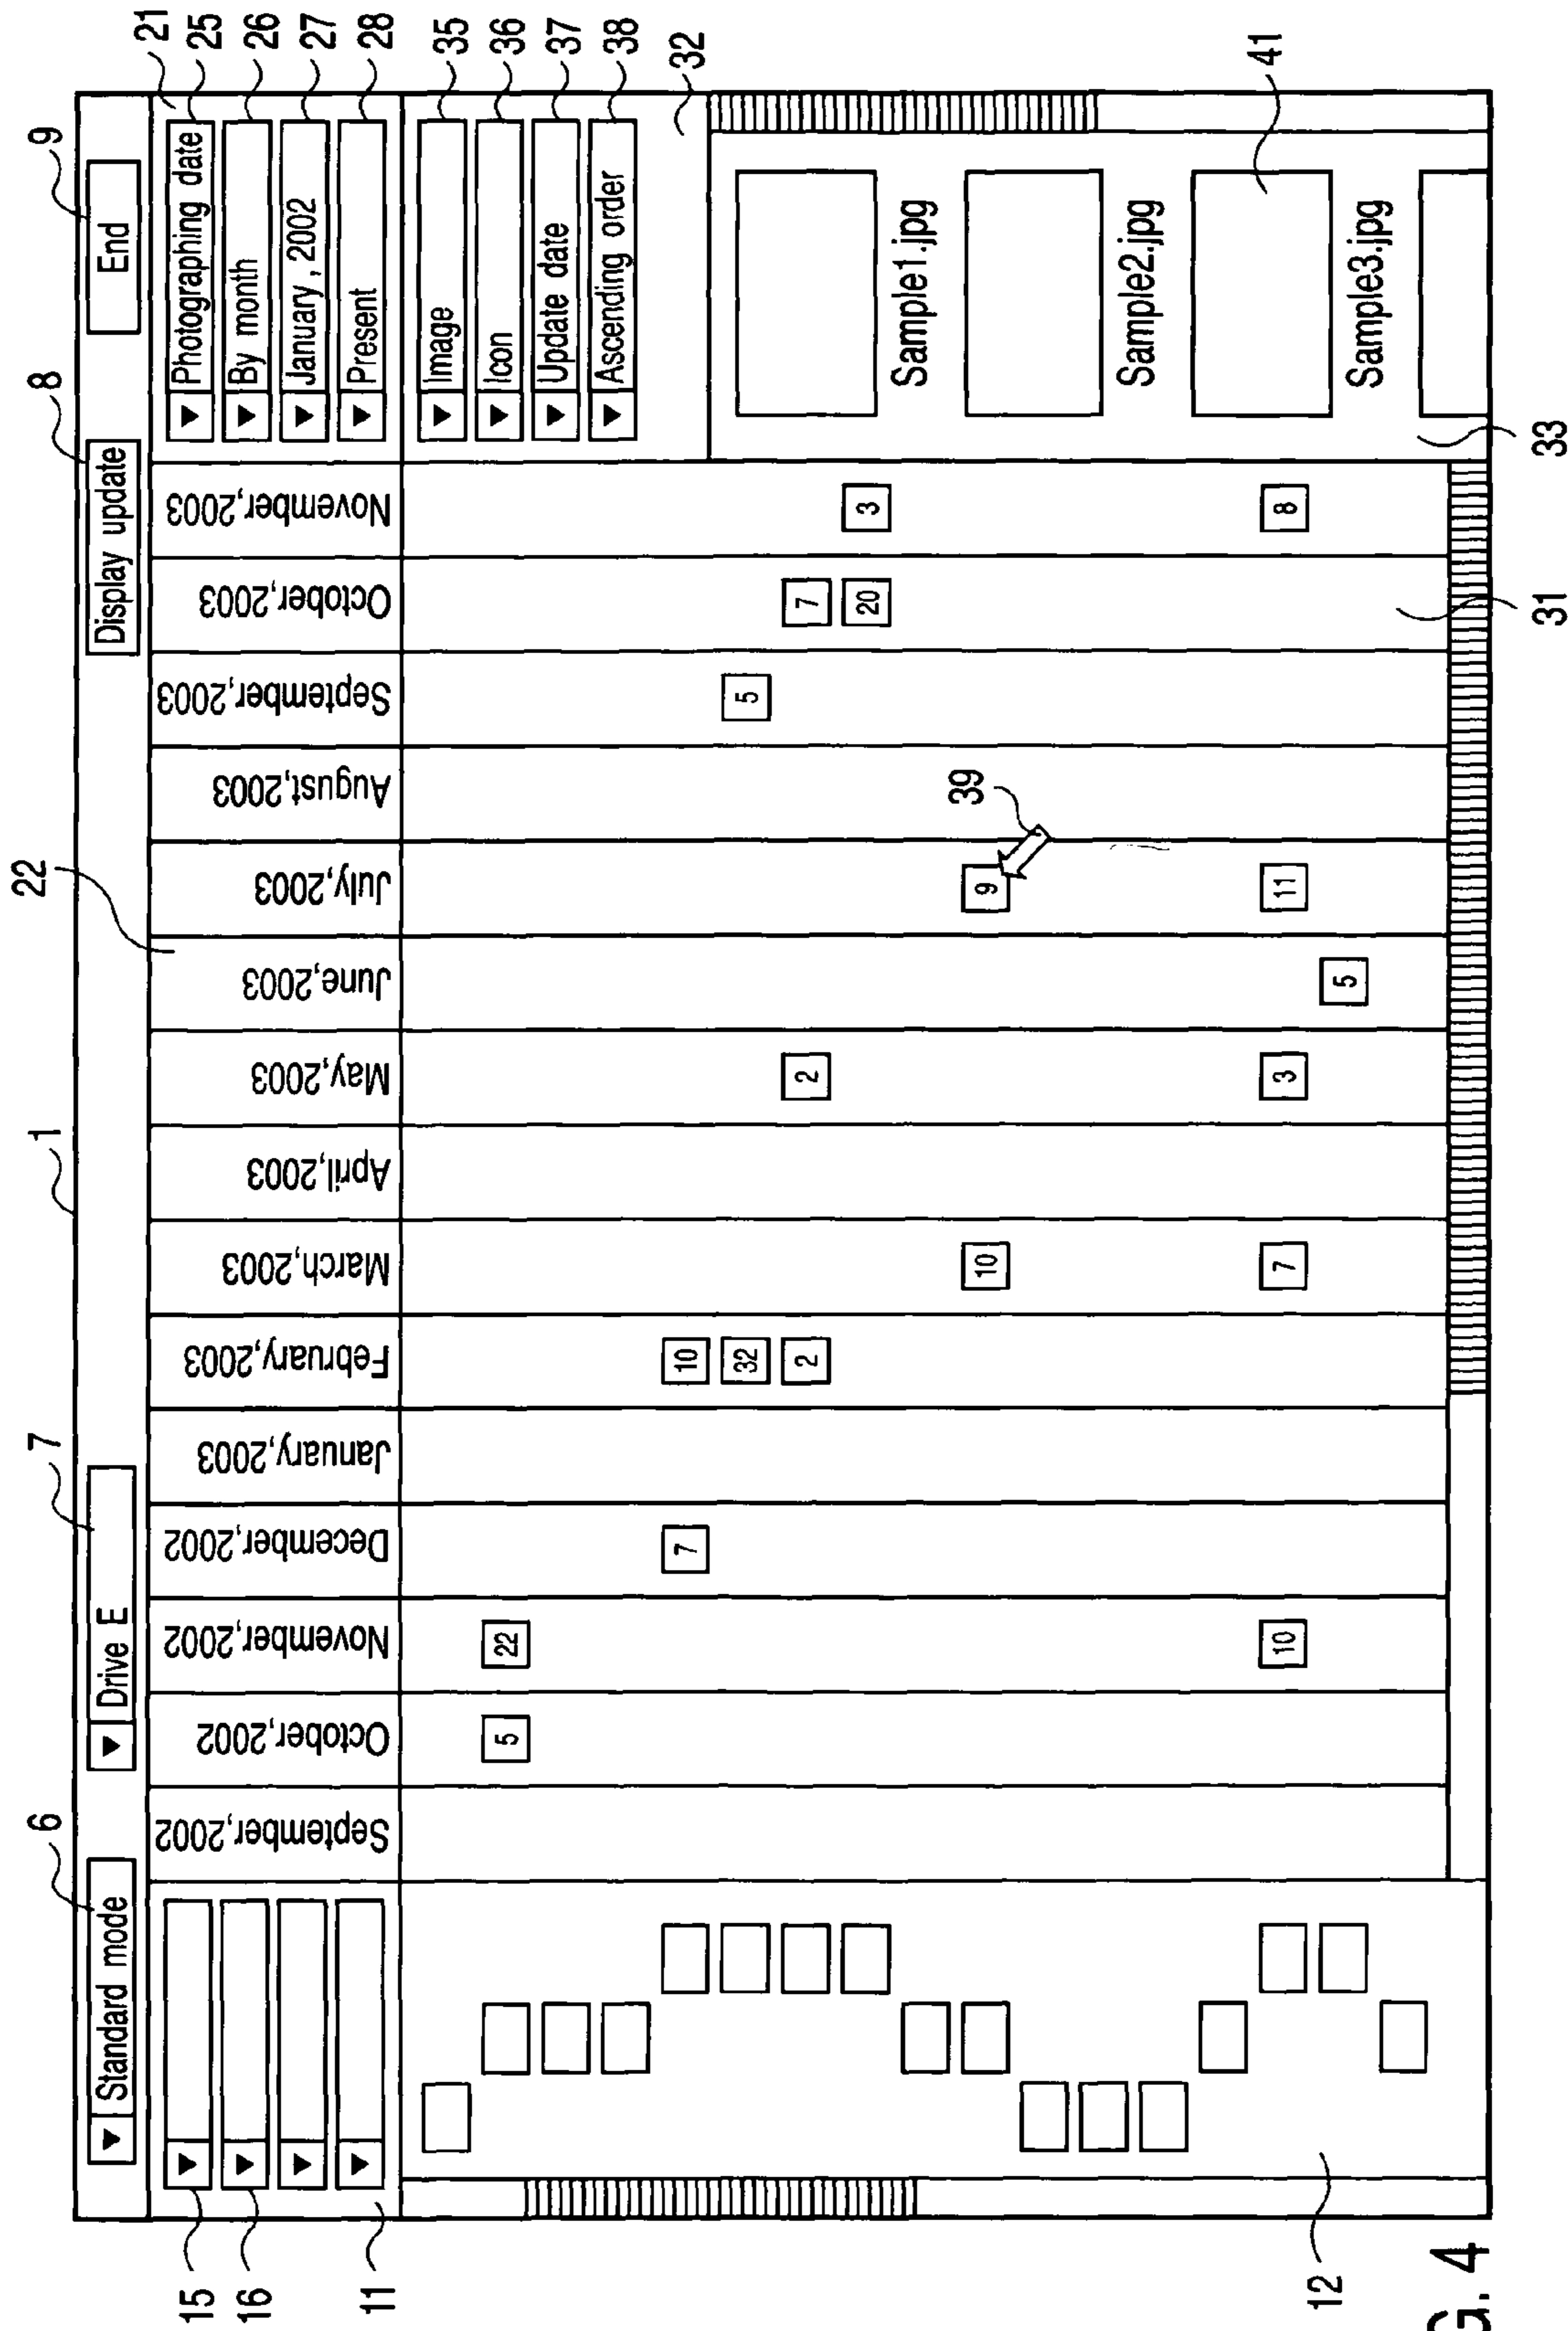 1
6
7
8
9
Standard mode
Drive E
Display update
End
22
21
15
16
11
September,2002
October,2002
November,2002
December,2002
January,2003
February,2003
March,2003
April,2003
May,2003
June,2003
July,2003
August,2003
September,2003
October,2003
November,2003
Photographing date
25
By month
26
January, 2002
27
Present
28
Image
35
Icon
36
Update date
37
Ascending order
38
32
5 22
7 10
32 5
2 2 7
20 3
10 9
39
10 7 3 11 8
5
Sample1.jpg
Sample2.jpg
41
Sample3.jpg
12
31
33
G. 4